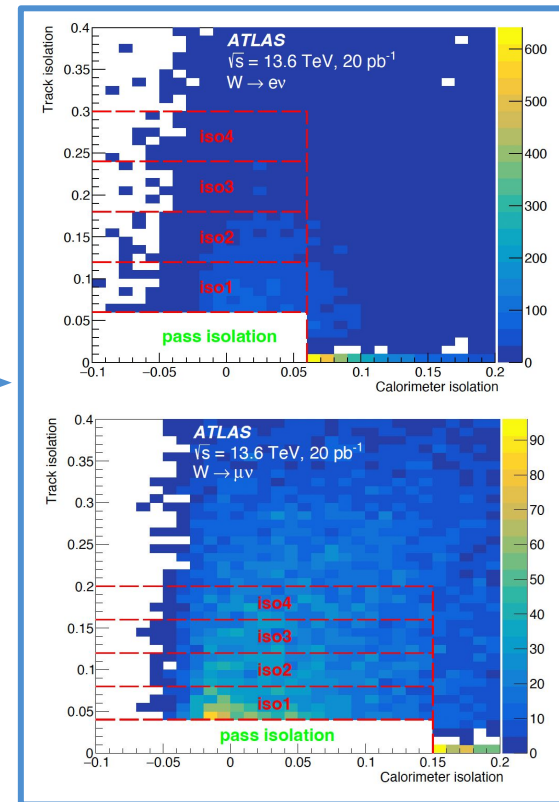 ATLAS
√s = 13.6 TeV, 20 pb⁻¹
W → eν
Track isolation
0.4
0.35
0.3
0.25
0.2
0.15
0.1
0.05
0
iso4
iso3
iso2
iso1
pass isolation
−0.1 −0.05 0 0.05 0.1 0.15 0.2
Calorimeter isolation
600
500
400
300
200
100
0
ATLAS
√s = 13.6 TeV, 20 pb⁻¹
W → μν
Track isolation
0.4
0.35
0.3
0.25
0.2
0.15
0.1
0.05
0
iso4
iso3
iso2
iso1
pass isolation
−0.1 −0.05 0 0.05 0.1 0.15 0.2
Calorimeter isolation
90
80
70
60
50
40
30
20
10
0